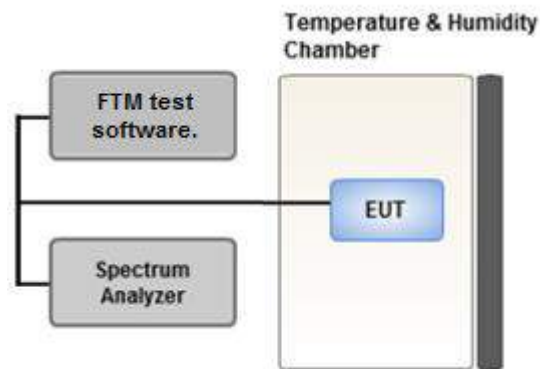 Temperature & Humidity
Chamber
FTM test
software.
EUT
Spectrum
Analyzer